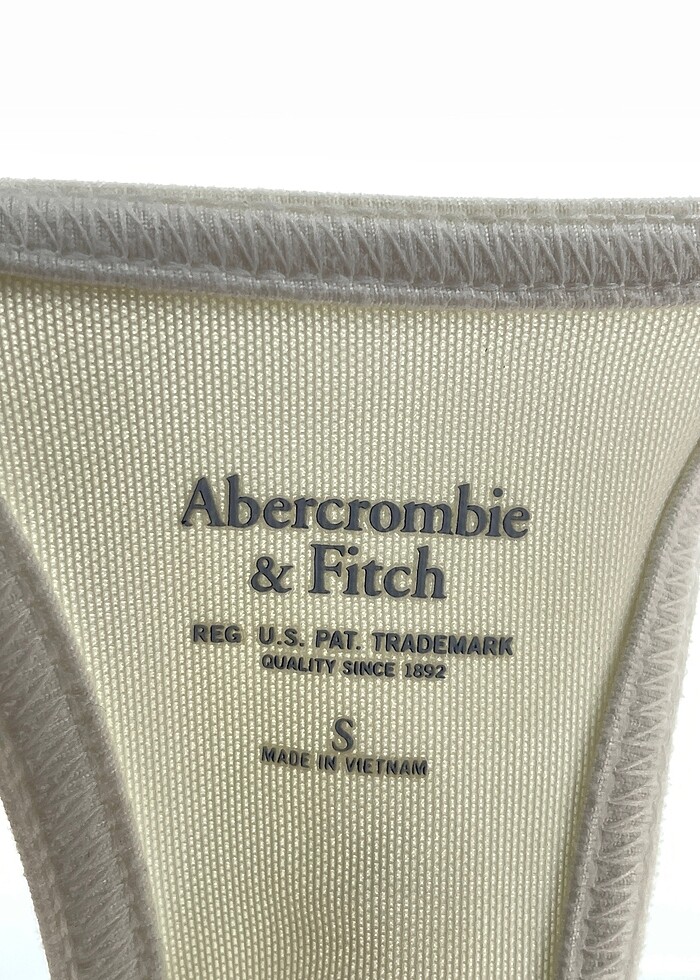 Abercrombie
& Fitch
REG U.S. PAT. TRADEMARK
QUALITY SINCE 1892
S
MADE IN VIETNAM